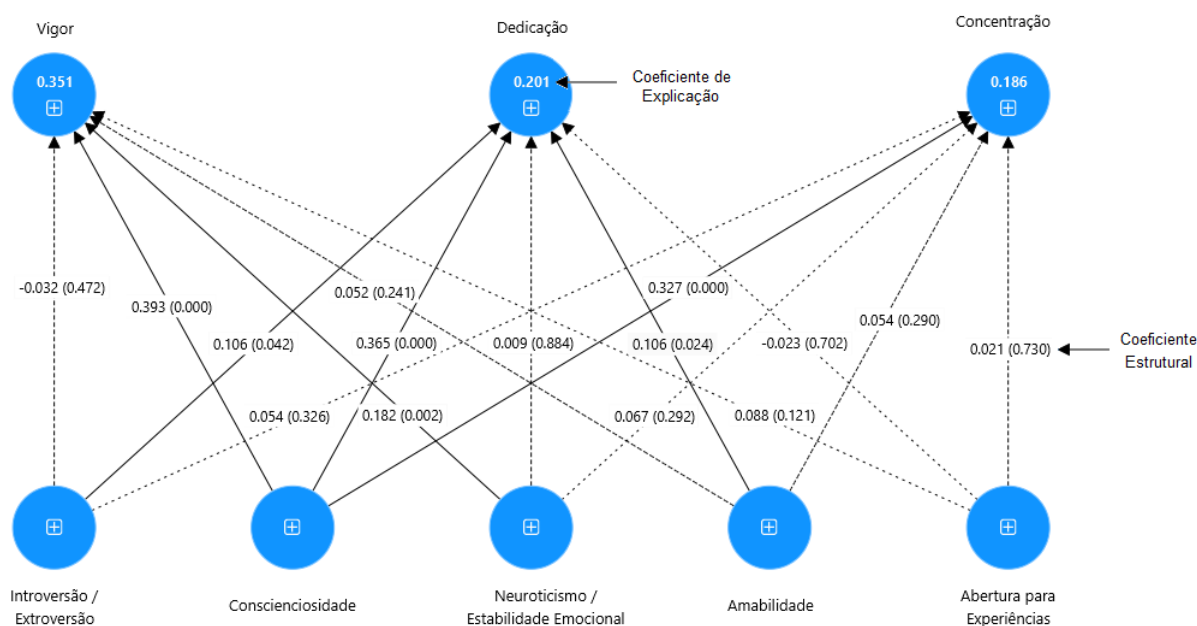 Vigor
Dedicação
Concentração
0.351
0.201
0.186
Coeficiente de
Explicação
-0.032 (0.472)
0.393 (0.000)
0.106 (0.042)
0.052 (0.241)
0.365 (0.000)
0.009 (0.884)
0.327 (0.000)
0.106 (0.024)
-0.023 (0.702)
0.054 (0.290)
0.021 (0.730)
Coeficiente
Estrutural
0.054 (0.326)
0.182 (0.002)
0.067 (0.292)
0.088 (0.121)
Introversão /
Extroversão
Conscienciosidade
Neuroticismo /
Estabilidade Emocional
Amabilidade
Abertura para
Experiências